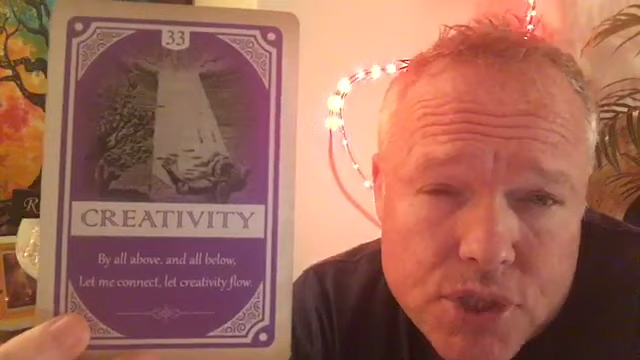 33
CREATIVITY
By all above, and all below,
Let me connect, let creativity flow.
R